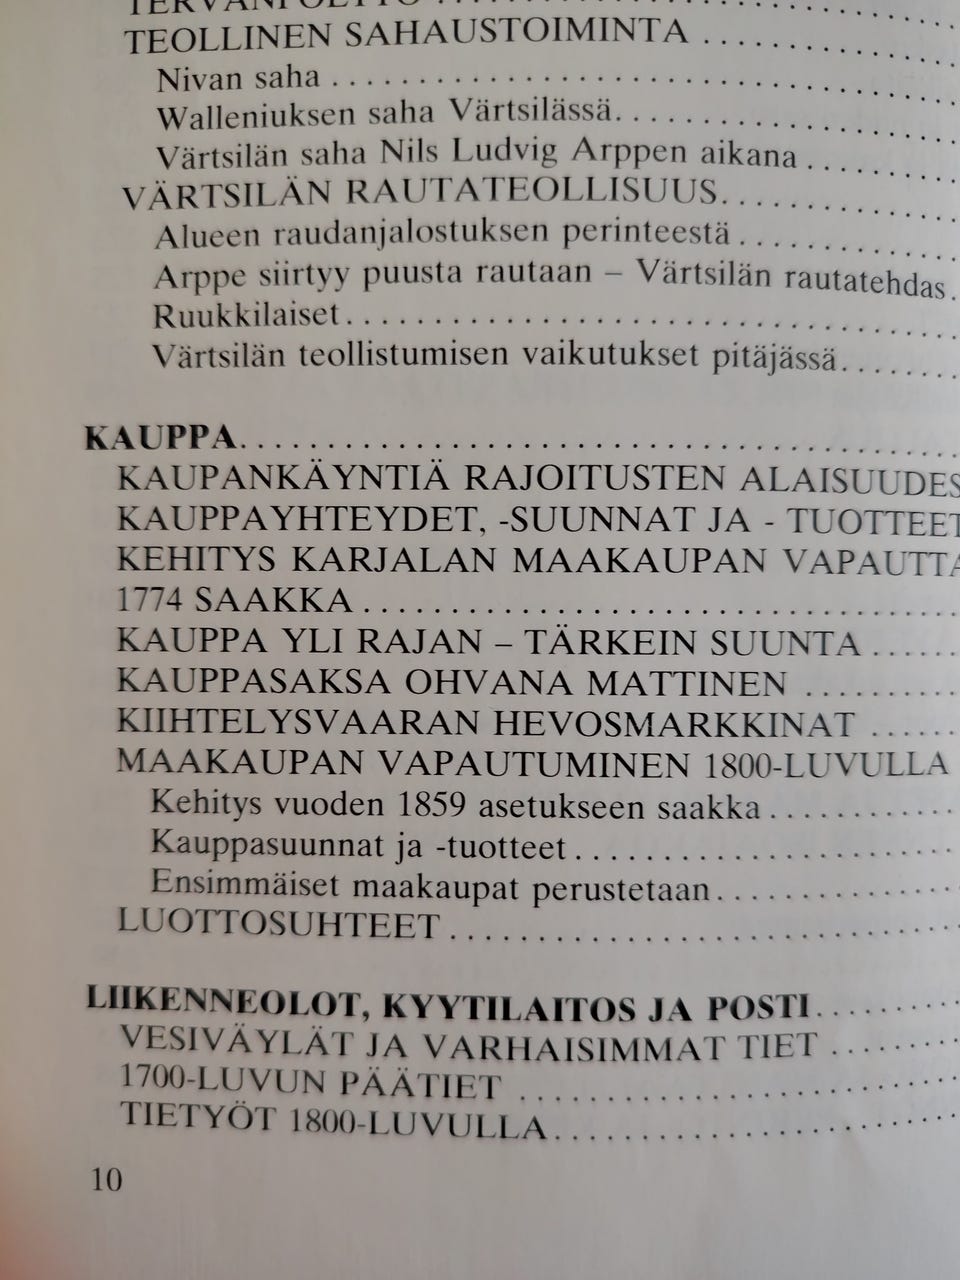 TERVANPOLTTO ..........
TEOLLINEN SAHAUSTOIMINTA ..........
Nivan saha ..........
Walleniuksen saha Värtsilässä ..........
Värtsilän saha Nils Ludvig Arppen aikana ..........
VÄRTSILÄN RAUTATEOLLISUUS ..........
Alueen raudanjalostuksen perinteestä ..........
Arppe siirtyy puusta rautaan – Värtsilän rautatehdas ..
Ruukkilaiset ..........
Värtsilän teollistumisen vaikutukset pitäjässä ..........
KAUPPA ..........
KAUPANKÄYNTIÄ RAJOITUSTEN ALAISUUDES
KAUPPAYHTEYDET, -SUUNNAT JA - TUOTTEET
KEHITYS KARJALAN MAAKAUPAN VAPAUTTA
1774 SAAKKA ..........
KAUPPA YLI RAJAN – TÄRKEIN SUUNTA ..........
KAUPPASAKSA OHVANA MATTINEN ..........
KIIHTELYSVAARAN HEVOSMARKKINAT ..........
MAAKAUPAN VAPAUTUMINEN 1800-LUVULLA
Kehitys vuoden 1859 asetukseen saakka ..........
Kauppasuunnat ja -tuotteet ..........
Ensimmäiset maakaupat perustetaan ..........
LUOTTOSUHTEET ..........
LIIKENNEOLOT, KYYTILAITOS JA POSTI ..........
VESIVÄYLÄT JA VARHAISIMMAT TIET ..........
1700-LUVUN PÄÄTIET ..........
TIETYÖT 1800-LUVULLA ..........
10